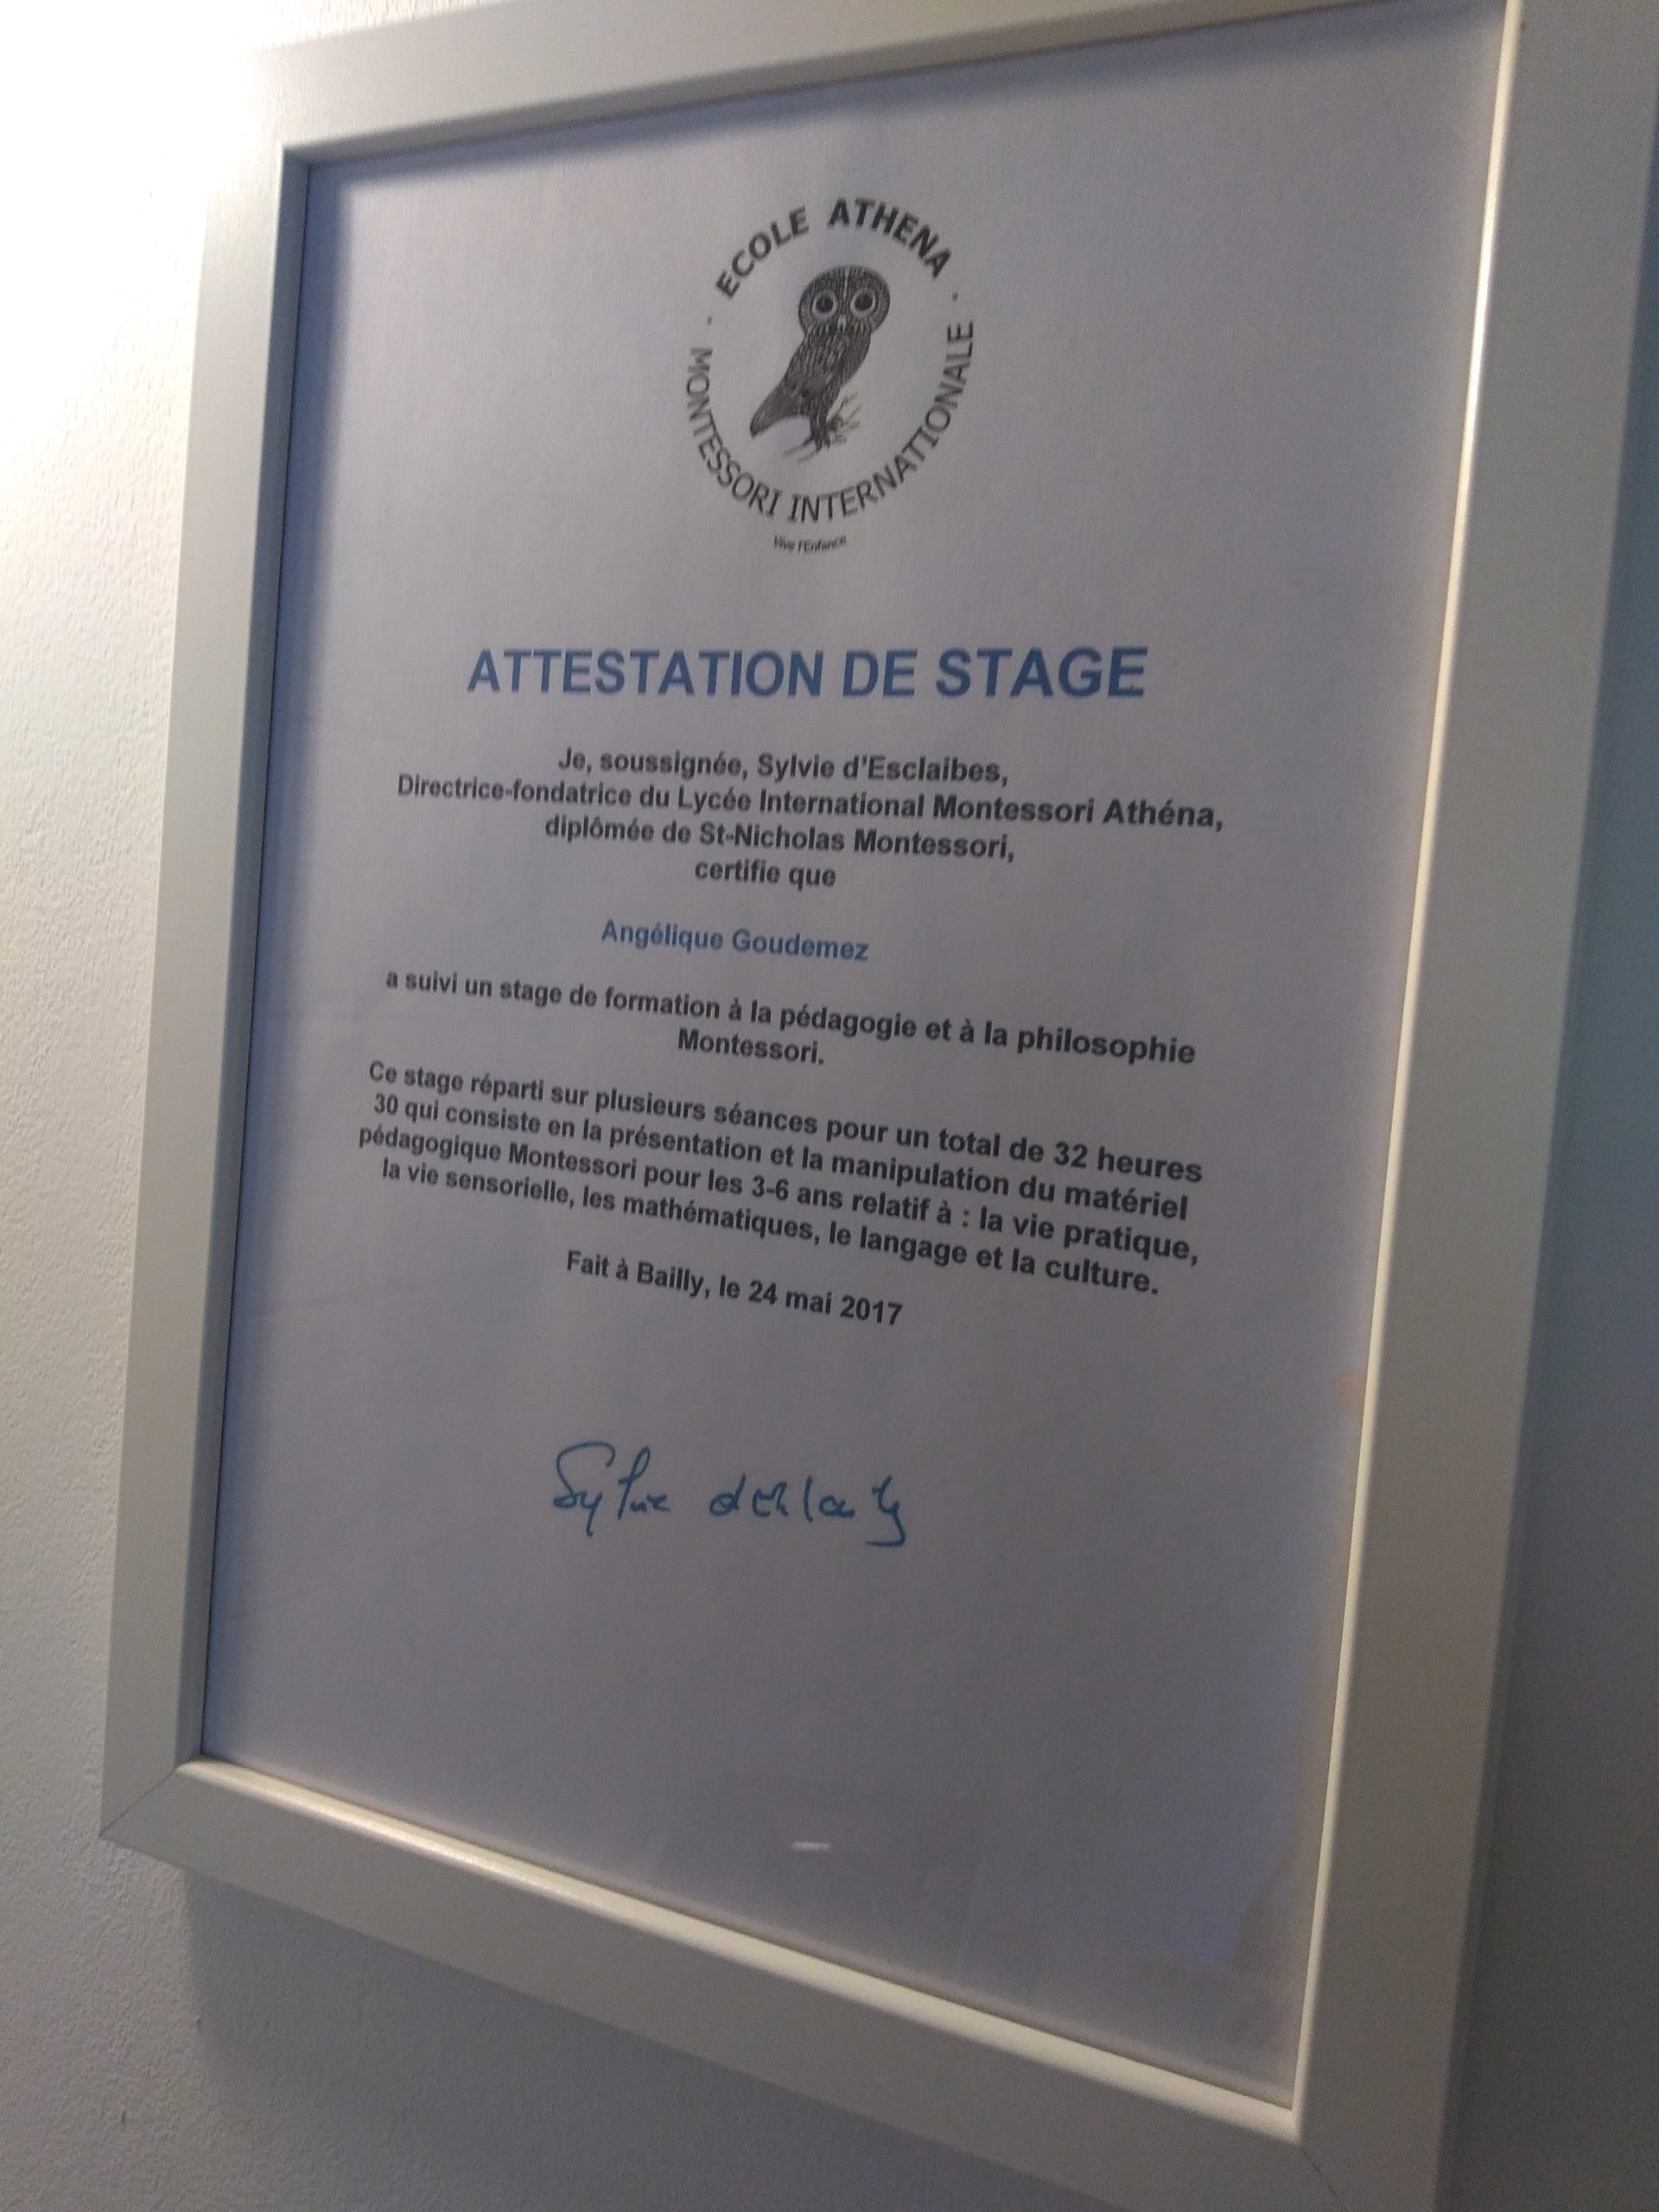 ECOLE ATHENA
MONTESSORI INTERNATIONALE
Vive l'Enfance
ATTESTATION DE STAGE
Je, soussignée, Sylvie d'Esclaibes,
Directrice-fondatrice du Lycée International Montessori Athéna,
diplômée de St-Nicholas Montessori,
certifie que
Angélique Goudemez
a suivi un stage de formation à la pédagogie et à la philosophie
Montessori.
Ce stage réparti sur plusieurs séances pour un total de 32 heures
30 qui consiste en la présentation et la manipulation du matériel
pédagogique Montessori pour les 3-6 ans relatif à : la vie pratique,
la vie sensorielle, les mathématiques, le langage et la culture.
Fait à Bailly, le 24 mai 2017
Sylvie